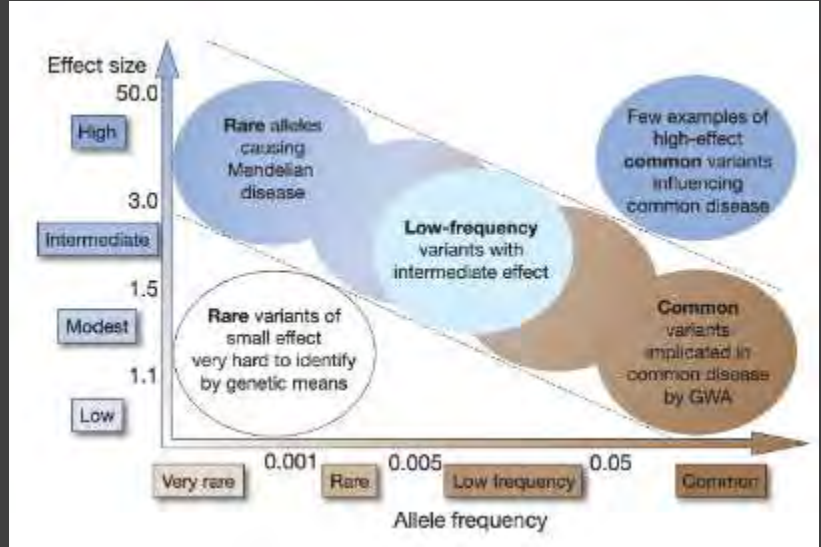 Effect size
50.0
High
3.0
Intermediate
1.5
Modest
1.1
Low
Rare alleles
causing
Mendelian
disease
Few examples of
high-effect
common variants
influencing
common disease
Low-frequency
variants with
intermediate effect
Rare variants of
small effect
very hard to identify
by genetic means
Common
variants
implicated in
common disease
by GWA
0.001
0.005
0.05
Very rare
Rare
Low frequency
Common
Allele frequency